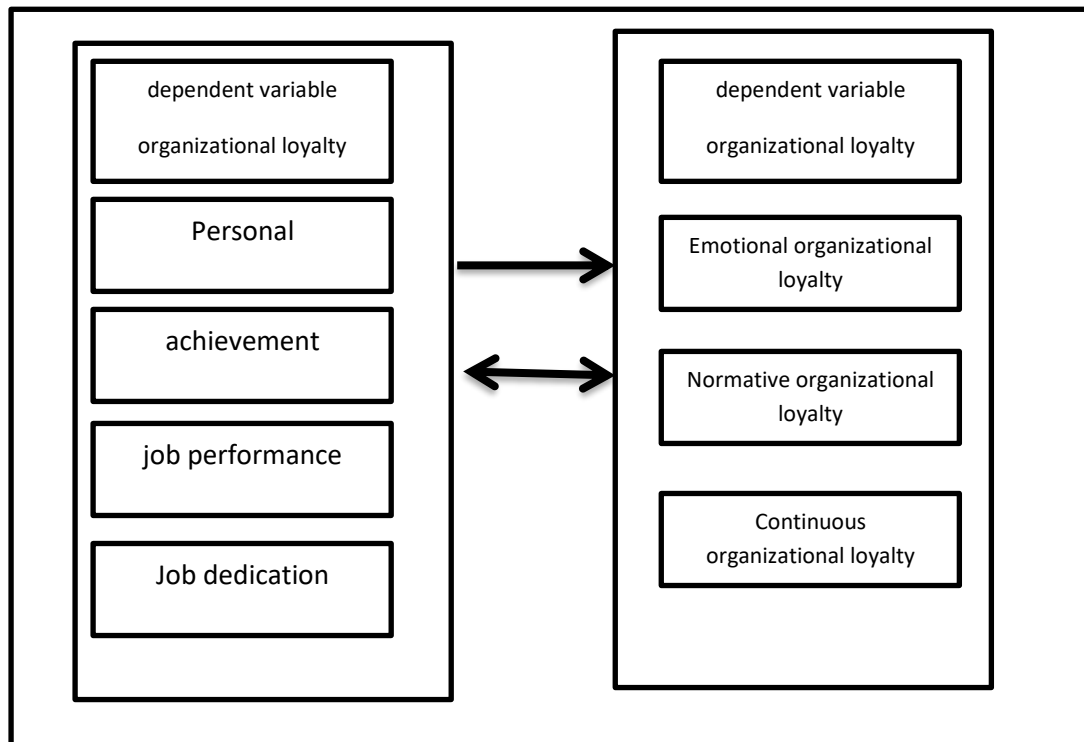 dependent variable
organizational loyalty
Personal
achievement
job performance
Job dedication
dependent variable
organizational loyalty
Emotional organizational
loyalty
Normative organizational
loyalty
Continuous
organizational loyalty